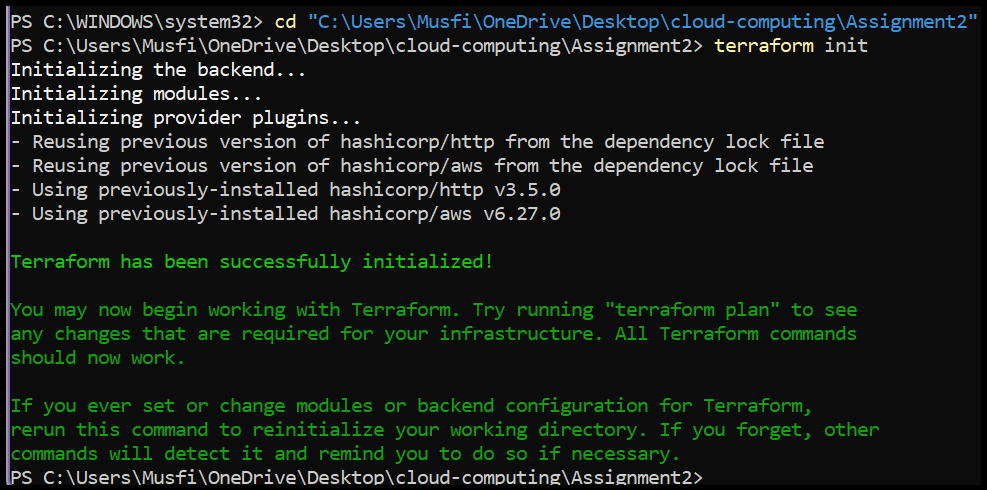 PS C:\WINDOWS\system32> cd "C:\Users\Musfi\OneDrive\Desktop\cloud-computing\Assignment2"
PS C:\Users\Musfi\OneDrive\Desktop\cloud-computing\Assignment2> terraform init
Initializing the backend...
Initializing modules...
Initializing provider plugins...
- Reusing previous version of hashicorp/http from the dependency lock file
- Reusing previous version of hashicorp/aws from the dependency lock file
- Using previously-installed hashicorp/http v3.5.0
- Using previously-installed hashicorp/aws v6.27.0
Terraform has been successfully initialized!
You may now begin working with Terraform. Try running "terraform plan" to see
any changes that are required for your infrastructure. All Terraform commands
should now work.
If you ever set or change modules or backend configuration for Terraform,
rerun this command to reinitialize your working directory. If you forget, other
commands will detect it and remind you to do so if necessary.
PS C:\Users\Musfi\OneDrive\Desktop\cloud-computing\Assignment2>